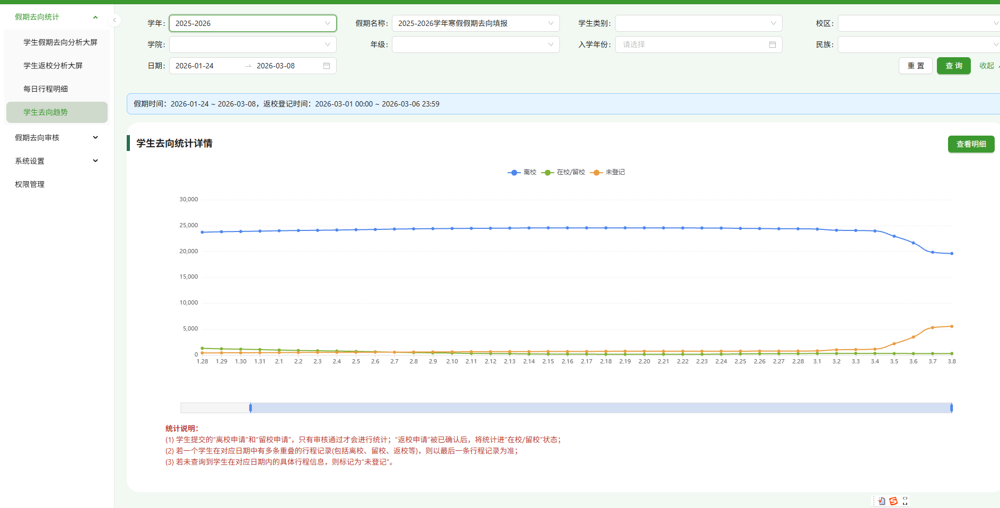 假期去向统计
学生假期去向分析大屏
学生返校分析大屏
每日行程明细
学生去向趋势
假期去向审核
系统设置
权限管理
学年: 2025-2026 假期名称: 2025-2026学年寒假假期去向填报 学生类别: 校区:
学院: 年级: 入学年份: 请选择 民族:
日期: 2026-01-24 → 2026-03-08 重 置 查 询 收起
假期时间：2026-01-24 ~ 2026-03-08，返校登记时间：2026-03-01 00:00 ~ 2026-03-06 23:59
学生去向统计详情 查看明细
离校 在校/留校 未登记
30,000
25,000
20,000
15,000
10,000
5,000
0
1.28 1.29 1.30 1.31 2.1 2.2 2.3 2.4 2.5 2.6 2.7 2.8 2.9 2.10 2.11 2.12 2.13 2.14 2.15 2.16 2.17 2.18 2.19 2.20 2.21 2.22 2.23 2.24 2.25 2.26 2.27 2.28 3.1 3.2 3.3 3.4 3.5 3.6 3.7 3.8
统计说明：
(1) 学生提交的“离校申请”和“留校申请”，只有审核通过才会进行统计；“返校申请”被已确认后，将统计进“在校/留校”状态；
(2) 若一个学生在对应日期中有多条重叠的行程记录(包括离校、留校、返校等)，则以最后一条行程记录为准；
(3) 若未查询到学生在对应日期内的具体行程信息，则标记为“未登记”。